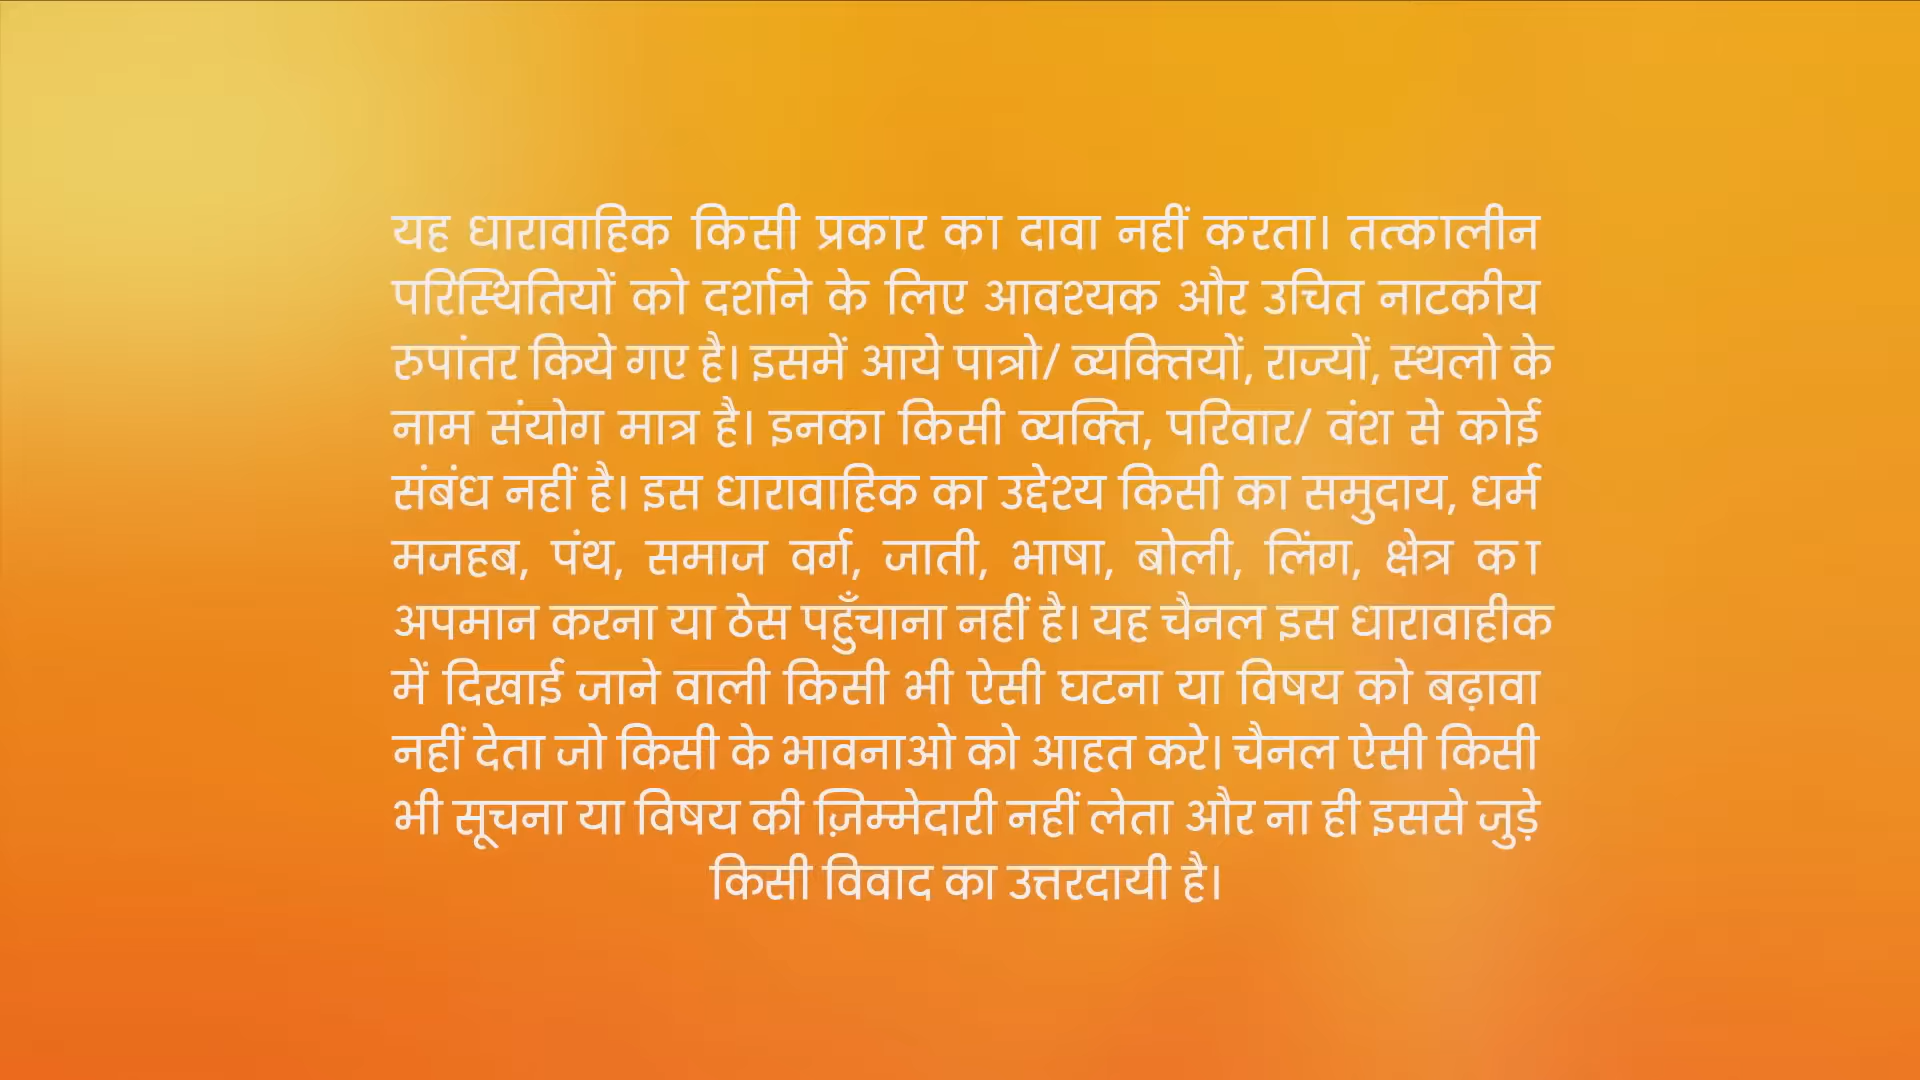 यह धारावाहिक किसी प्रकार का दावा नहीं करता। तत्कालीन
परिस्थितियों को दर्शाने के लिए आवश्यक और उचित नाटकीय
रुपांतर किये गए है। इसमें आये पात्रो/ व्यक्तियों, राज्यों, स्थलो के
नाम संयोग मात्र है। इनका किसी व्यक्ति, परिवार/ वंश से कोई
संबंध नहीं है। इस धारावाहिक का उद्देश्य किसी का समुदाय, धर्म
मजहब, पंथ, समाज वर्ग, जाती, भाषा, बोली, लिंग, क्षेत्र का
अपमान करना या ठेस पहुँचाना नहीं है। यह चैनल इस धारावाहीक
में दिखाई जाने वाली किसी भी ऐसी घटना या विषय को बढ़ावा
नहीं देता जो किसी के भावनाओ को आहत करे। चैनल ऐसी किसी
भी सूचना या विषय की ज़िम्मेदारी नहीं लेता और ना ही इससे जुड़े
किसी विवाद का उत्तरदायी है।